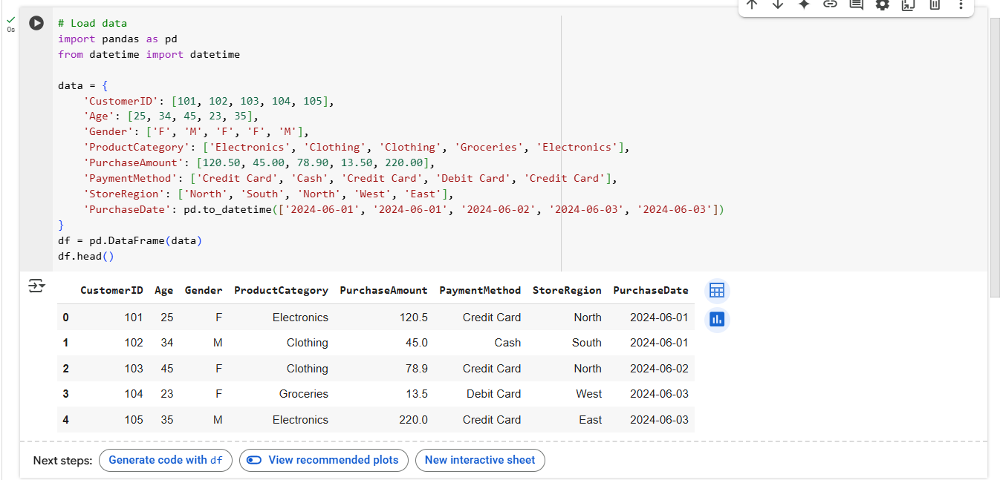 0s
# Load data
import pandas as pd
from datetime import datetime
data = {
'CustomerID': [101, 102, 103, 104, 105],
'Age': [25, 34, 45, 23, 35],
'Gender': ['F', 'M', 'F', 'F', 'M'],
'ProductCategory': ['Electronics', 'Clothing', 'Clothing', 'Groceries', 'Electronics'],
'PurchaseAmount': [120.50, 45.00, 78.90, 13.50, 220.00],
'PaymentMethod': ['Credit Card', 'Cash', 'Credit Card', 'Debit Card', 'Credit Card'],
'StoreRegion': ['North', 'South', 'North', 'West', 'East'],
'PurchaseDate': pd.to_datetime(['2024-06-01', '2024-06-01', '2024-06-02', '2024-06-03', '2024-06-03'])
}
df = pd.DataFrame(data)
df.head()
CustomerID Age Gender ProductCategory PurchaseAmount PaymentMethod StoreRegion PurchaseDate
0 101 25 F Electronics 120.5 Credit Card North 2024-06-01
1 102 34 M Clothing 45.0 Cash South 2024-06-01
2 103 45 F Clothing 78.9 Credit Card North 2024-06-02
3 104 23 F Groceries 13.5 Debit Card West 2024-06-03
4 105 35 M Electronics 220.0 Credit Card East 2024-06-03
Next steps: Generate code with df View recommended plots New interactive sheet